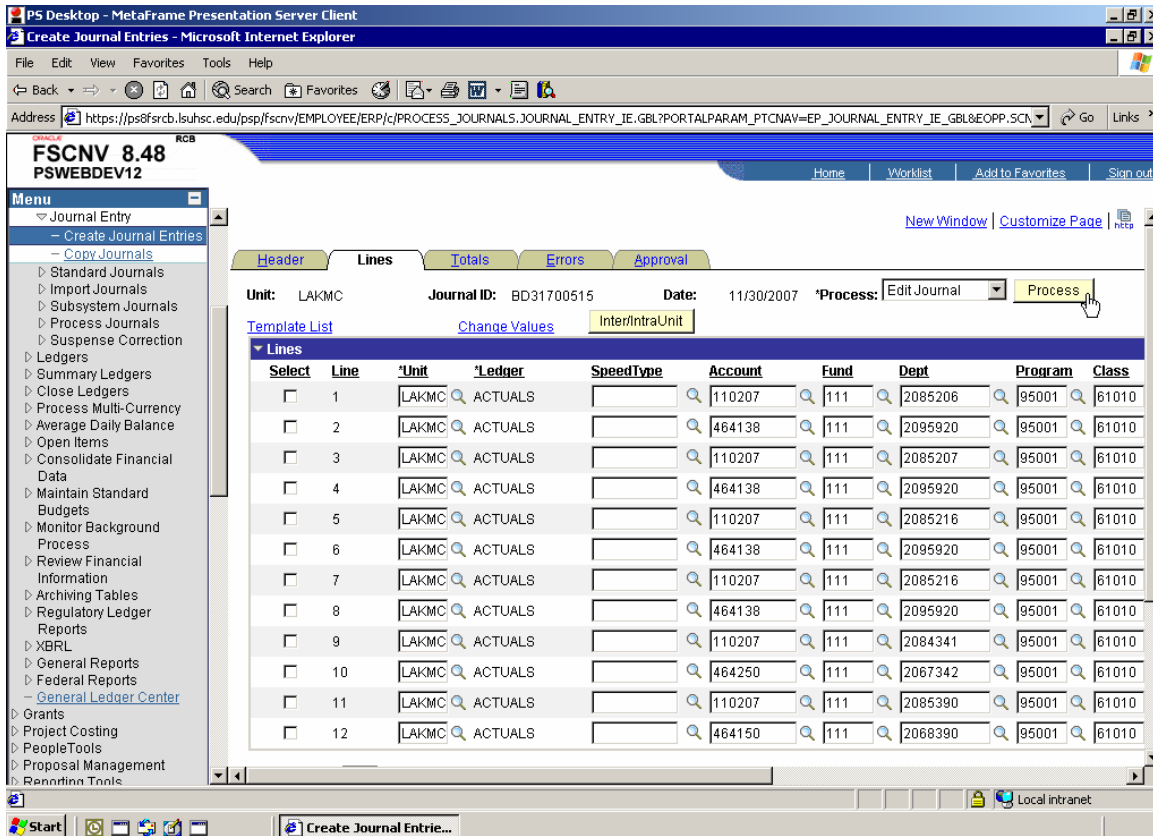 PS Desktop - MetaFrame Presentation Server Client
Create Journal Entries - Microsoft Internet Explorer
File Edit View Favorites Tools Help
Back Search Favorites
Address https://ps8fsrcb.lsuhsc.edu/psp/fscnv/EMPLOYEE/ERP/c/PROCESS_JOURNALS.JOURNAL_ENTRY_IE.GBL?PORTALPARAM_PTCNAV=EP_JOURNAL_ENTRY_IE_GBL&EOPP.SCN Go Links
ORACLE RCB
FSCNV 8.48
PSWEBDEV12
Home Worklist Add to Favorites Sign out
Menu
Journal Entry
– Create Journal Entries
– Copy Journals
Standard Journals
Import Journals
Subsystem Journals
Process Journals
Suspense Correction
Ledgers
Summary Ledgers
Close Ledgers
Process Multi-Currency
Average Daily Balance
Open Items
Consolidate Financial
Data
Maintain Standard
Budgets
Monitor Background
Process
Review Financial
Information
Archiving Tables
Regulatory Ledger
Reports
XBRL
General Reports
Federal Reports
– General Ledger Center
Grants
Project Costing
PeopleTools
Proposal Management
Reporting Tools
New Window | Customize Page | http
Header Lines Totals Errors Approval
Unit: LAKMC Journal ID: BD31700515 Date: 11/30/2007 *Process: Edit Journal Process
Template List Change Values Inter/IntraUnit
Lines
Select Line *Unit *Ledger SpeedType Account Fund Dept Program Class
1 LAKMC ACTUALS 110207 111 2085206 95001 61010
2 LAKMC ACTUALS 464138 111 2095920 95001 61010
3 LAKMC ACTUALS 110207 111 2085207 95001 61010
4 LAKMC ACTUALS 464138 111 2095920 95001 61010
5 LAKMC ACTUALS 110207 111 2085216 95001 61010
6 LAKMC ACTUALS 464138 111 2095920 95001 61010
7 LAKMC ACTUALS 110207 111 2085216 95001 61010
8 LAKMC ACTUALS 464138 111 2095920 95001 61010
9 LAKMC ACTUALS 110207 111 2084341 95001 61010
10 LAKMC ACTUALS 464250 111 2067342 95001 61010
11 LAKMC ACTUALS 110207 111 2085390 95001 61010
12 LAKMC ACTUALS 464150 111 2068390 95001 61010
Local intranet
Start Create Journal Entrie...